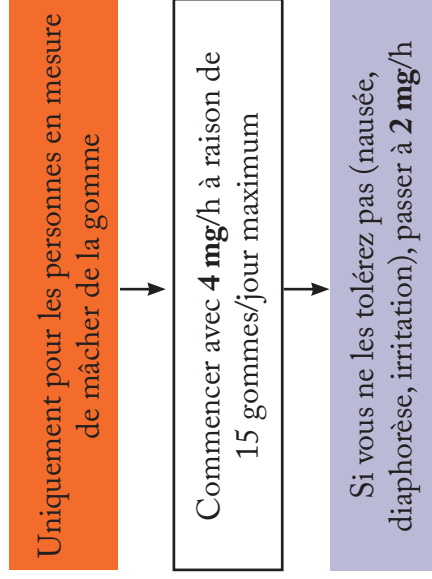 Uniquement pour les personnes en mesure
de mâcher de la gomme
Commencer avec 4 mg/h à raison de
15 gommes/jour maximum
Si vous ne les tolérez pas (nausée,
diaphorèse, irritation), passer à 2 mg/h